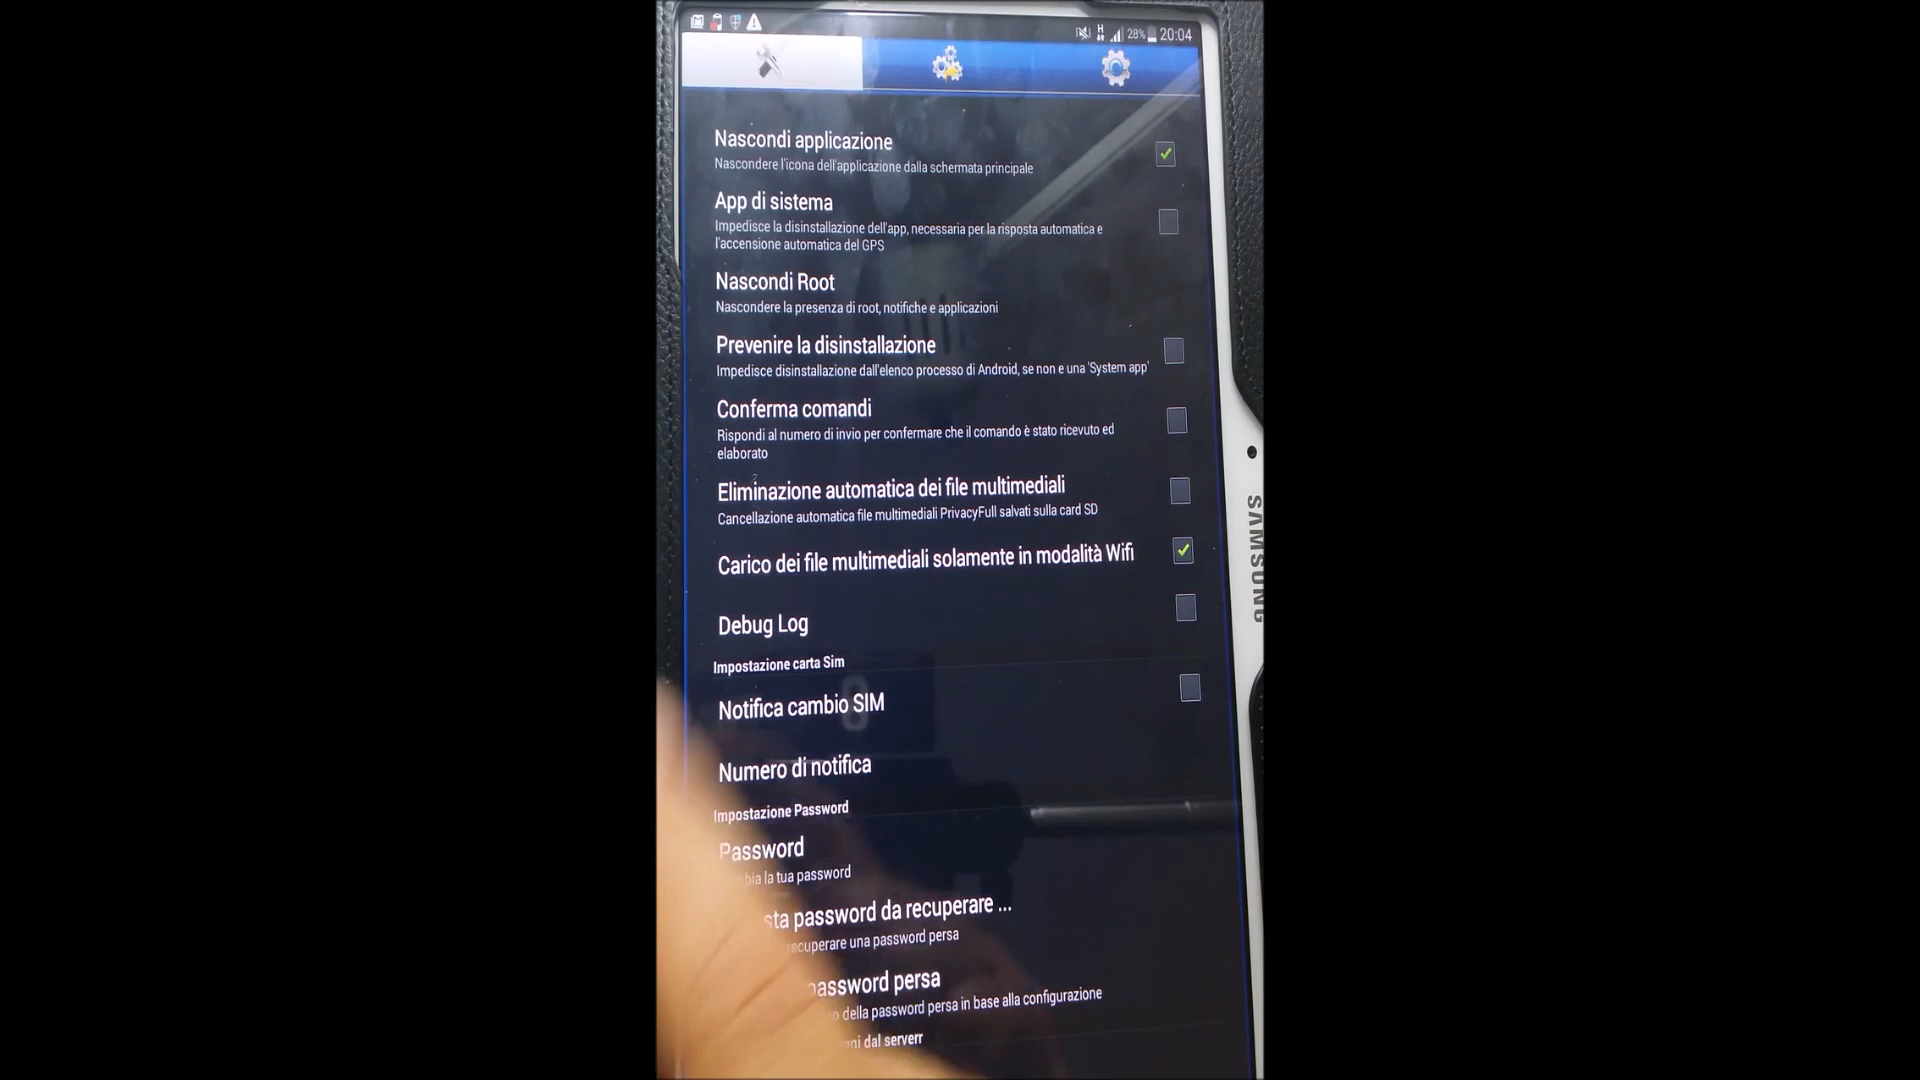 28% 20:04
Nascondi applicazione
Nascondere l'icona dell'applicazione dalla schermata principale
App di sistema
Impedisce la disinstallazione dell'app, necessaria per la risposta automatica e
l'accensione automatica del GPS
Nascondi Root
Nascondere la presenza di root, notifiche e applicazioni
Prevenire la disinstallazione
Impedisce disinstallazione dall'elenco processo di Android, se non e una 'System app'
Conferma comandi
Rispondi al numero di invio per confermare che il comando è stato ricevuto ed
elaborato
Eliminazione automatica dei file multimediali
Cancellazione automatica file multimediali PrivacyFull salvati sulla card SD
Carico dei file multimediali solamente in modalità Wifi
Debug Log
Impostazione carta Sim
Notifica cambio SIM
Numero di notifica
Impostazione Password
Password
la tua password
password da recuperare ...
recuperare una password persa
password persa
della password persa in base alla configurazione
dal serverr
SAMSUNG